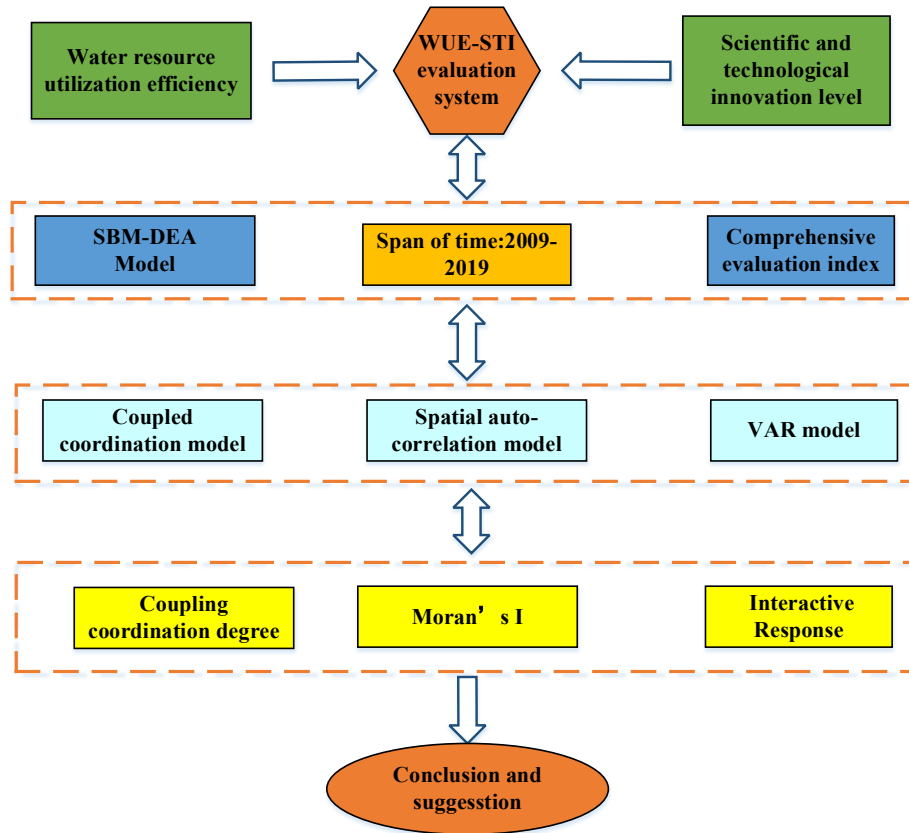 Water resource
utilization efficiency
WUE-STI
evaluation
system
Scientific and
technological
innovation level
SBM-DEA
Model
Span of time:2009-
2019
Comprehensive
evaluation index
Coupled
coordination model
Spatial auto-
correlation model
VAR model
Coupling
coordination degree
Moran’s I
Interactive
Response
Conclusion and
suggesstion